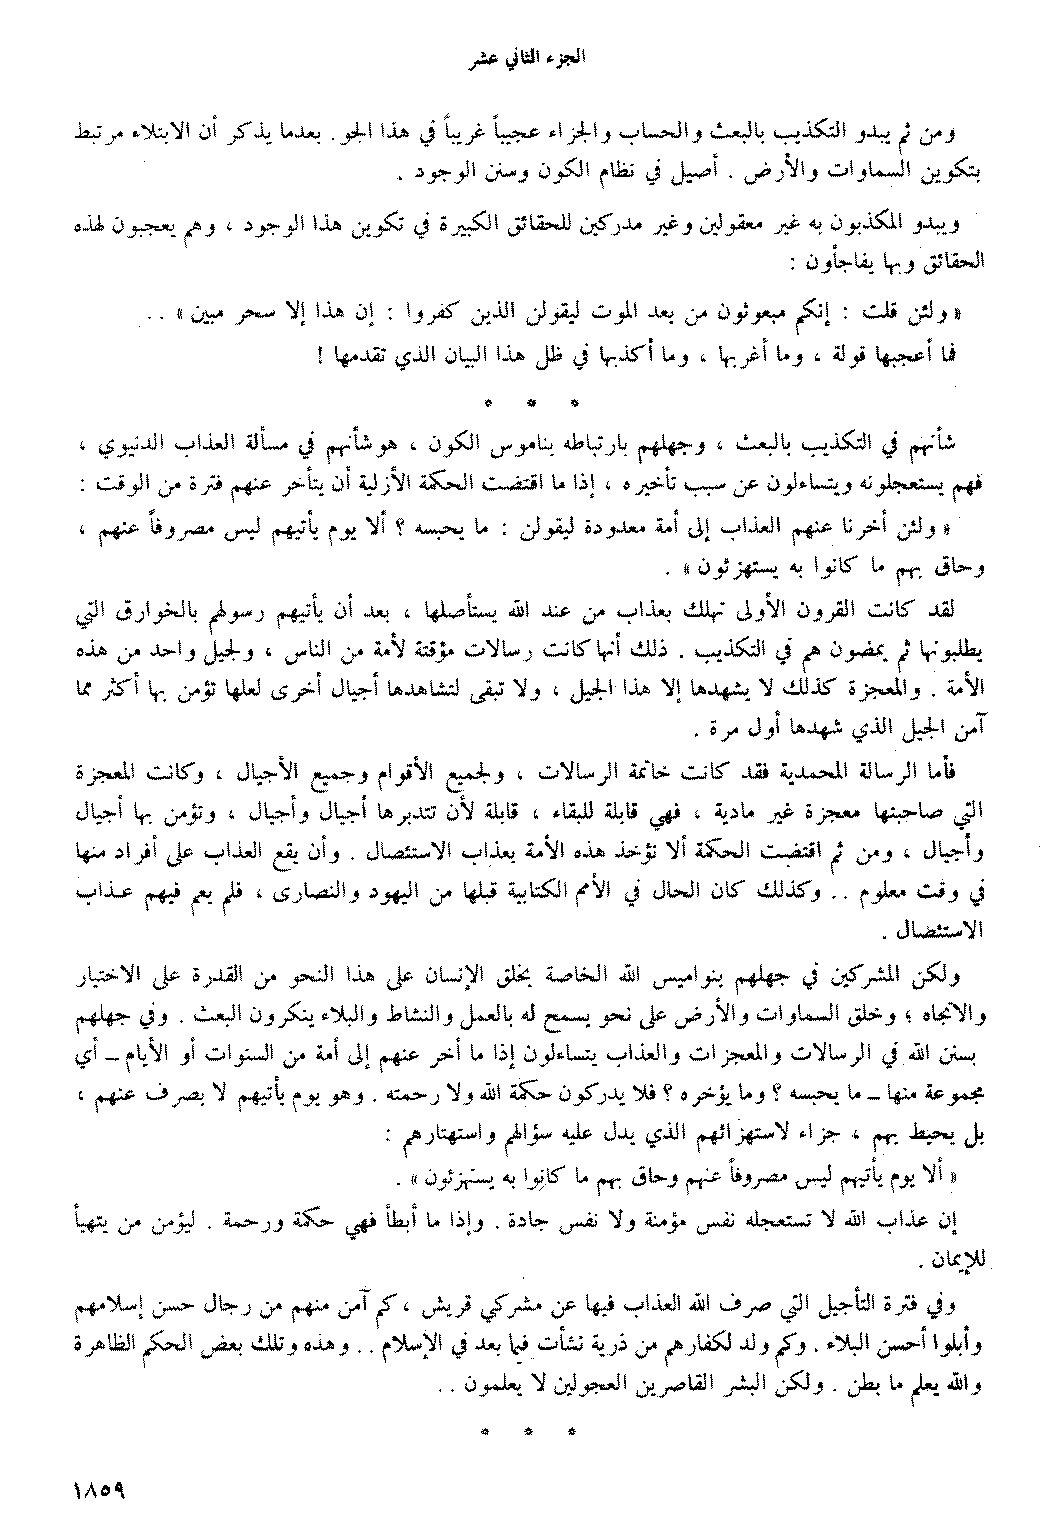 الجزء الثاني عشر
ومن ثم يبدو التكذيب بالبعث والحساب والجزاء عجيباً غريباً في هذا الجو . بعدما يذكر أن الابتلاء مرتبط
بتكوين السماوات والأرض . أصيل في نظام الكون وسنن الوجود .
ويبدو المكذبون به غير معقولين وغير مدركين للحقائق الكبيرة في تكوين هذا الوجود ، وهم يعجبون لهذه
الحقائق وبها يفاجأون :
« ولئن قلت : إنكم مبعوثون من بعد الموت ليقولن الذين كفروا : إن هذا إلا سحر مبين » . .
فما أعجبها قولة ، وما أغربها ، وما أكذبها في ظل هذا البيان الذي تقدمها !
* * *
شأنهم في التكذيب بالبعث ، وجهلهم بارتباطه بناموس الكون ، هو شأنهم في مسألة العذاب الدنيوي ،
فهم يستعجلونه ويتساءلون عن سبب تأخيره ، إذا ما اقتضت الحكمة الأزلية أن يتأخر عنهم فترة من الوقت :
« ولئن أخرنا عنهم العذاب إلى أمة معدودة ليقولن : ما يحبسه ؟ ألا يوم يأتيهم ليس مصروفاً عنهم ،
وحاق بهم ما كانوا به يستهزئون » .
لقد كانت القرون الأولى تهلك بعذاب من عند الله يستأصلها ، بعد أن يأتيهم رسولهم بالخوارق التي
يطلبونها ثم يمضون هم في التكذيب . ذلك أنها كانت رسالات مؤقتة لأمة من الناس ، ولجيل واحد من هذه
الأمة . والمعجزة كذلك لا يشهدها إلا هذا الجيل ، ولا تبقى لتشاهدها أجيال أخرى لعلها تؤمن بها أكثر مما
آمن الجيل الذي شهدها أول مرة .
فأما الرسالة المحمدية فقد كانت خاتمة الرسالات ، ولجميع الأقوام وجميع الأجيال ، وكانت المعجزة
التي صاحبتها معجزة غير مادية ، فهي قابلة للبقاء ، قابلة لأن تتدبرها أجيال وأجيال ، وتؤمن بها أجيال
وأجيال ، ومن ثم اقتضت الحكمة ألا تؤخذ هذه الأمة بعذاب الاستئصال . وأن يقع العذاب على أفراد منها
في وقت معلوم . . وكذلك كان الحال في الأمم الكتابية قبلها من اليهود والنصارى ، فلم يعم فيهم عذاب
الاستئصال .
ولكن المشركين في جهلهم بنواميس الله الخاصة بخلق الإنسان على هذا النحو من القدرة على الاختيار
والاتجاه ؛ وخلق السماوات والأرض على نحو يسمح له بالعمل والنشاط والبلاء ينكرون البعث . وفي جهلهم
بسنن الله في الرسالات والمعجزات والعذاب يتساءلون إذا ما أخر عنهم إلى أمة من السنوات أو الأيام – أي
مجموعة منها – ما يحبسه ؟ وما يؤخره ؟ فلا يدركون حكمة الله ولا رحمته . وهو يوم يأتيهم لا يصرف عنهم ،
بل يحيط بهم ، جزاء لاستهزائهم الذي يدل عليه سؤالهم واستهتارهم :
« ألا يوم يأتيهم ليس مصروفاً عنهم وحاق بهم ما كانوا به يستهزئون » .
إن عذاب الله لا تستعجله نفس مؤمنة ولا نفس جادة . وإذا ما أبطأ فهي حكمة ورحمة . ليؤمن من يتهيأ
للإيمان .
وفي فترة التأجيل التي صرف الله العذاب فيها عن مشركي قريش ، كم آمن منهم من رجال حسن إسلامهم
وأبلوا أحسن البلاء . وكم ولد لكفارهم من ذرية نشأت فيما بعد في الإسلام . . وهذه وتلك بعض الحكم الظاهرة
والله يعلم ما بطن . ولكن البشر القاصرين العجولين لا يعلمون . .
* * *
١٨٥٩